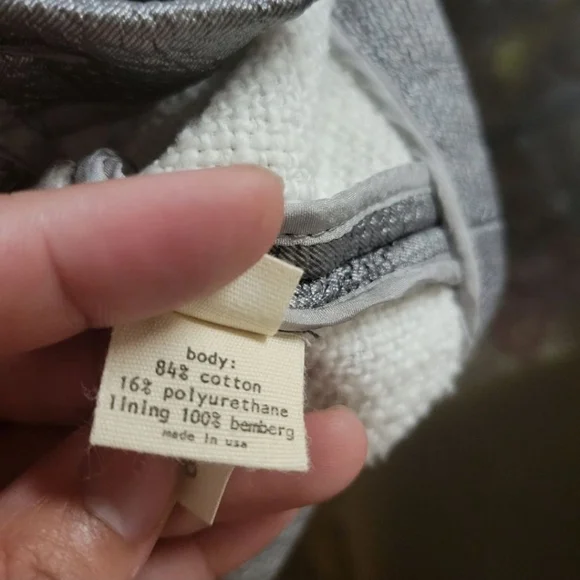 body:
84% cotton
16% polyurethane
lining 100% bemberg
made in usa